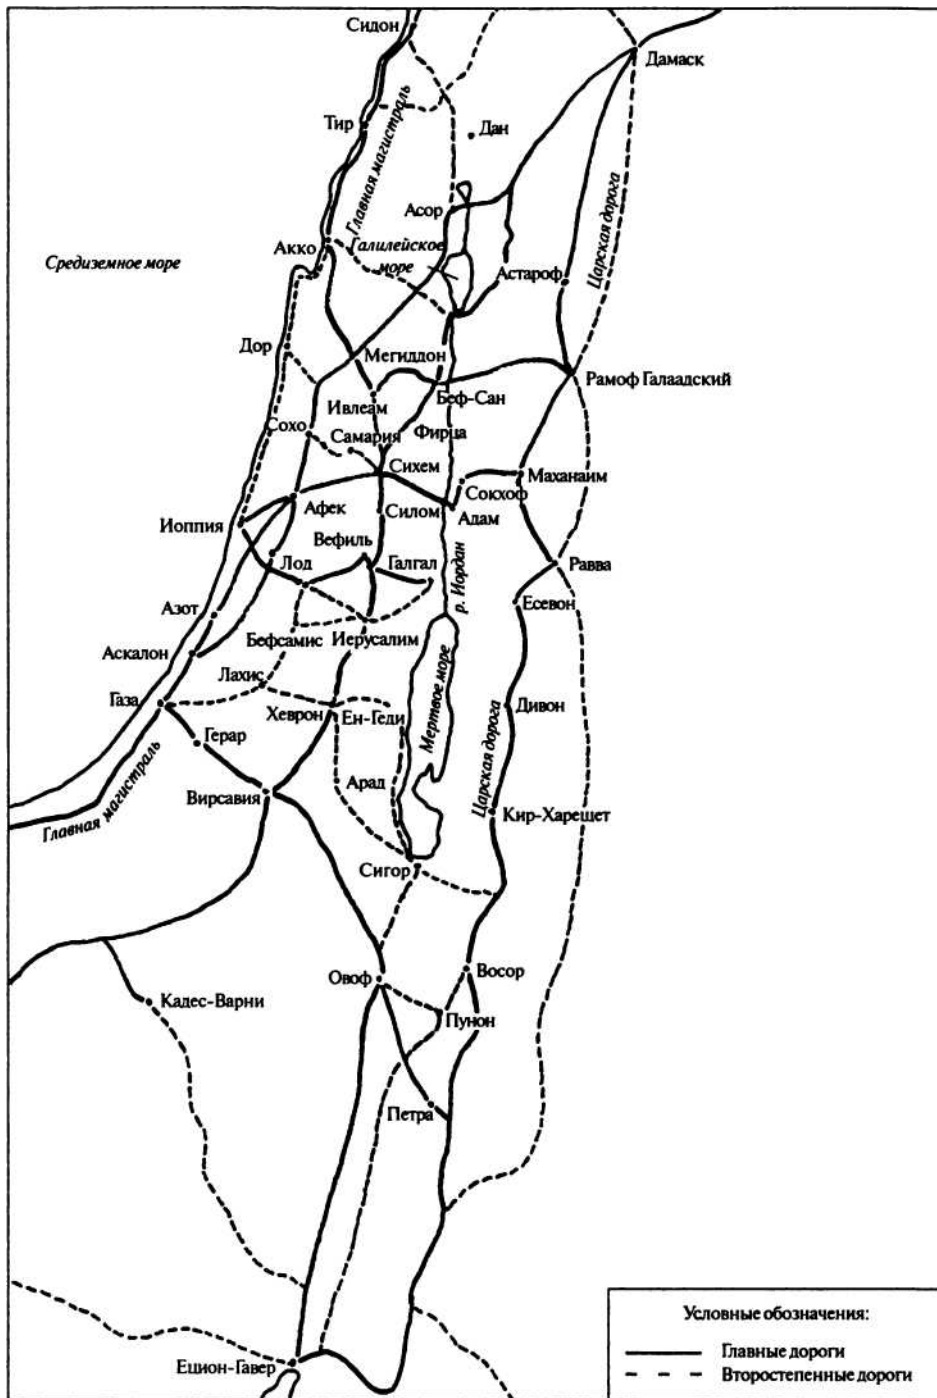 Сидон
Дамаск
Главная магистраль
Тир
Дан
Царская дорога
Асор
Акко
Галилейское
море
Средиземное море
Астароф
Дор
Мегиддон
Рамоф Галаадский
Ивлеам
Беф-Сан
Сохо
Самария
Фирца
Сихем
Маханаим
Сокхоф
Афек
Силом
Адам
Иоппия
Вефиль
Лод
Галгал
р. Иордан
Равва
Есевон
Азот
Бефсамис
Иерусалим
Аскалон
Лахис
Мертвое море
Газа
Хеврон
Ен-Геди
Дивон
Герар
Царская дорога
Арад
Вирсавия
Главная магистраль
Кир-Харешет
Сигор
Восор
Овоф
Кадес-Варни
Пунон
Петра
Ецион-Гавер
Условные обозначения:
Главные дороги
Второстепенные дороги